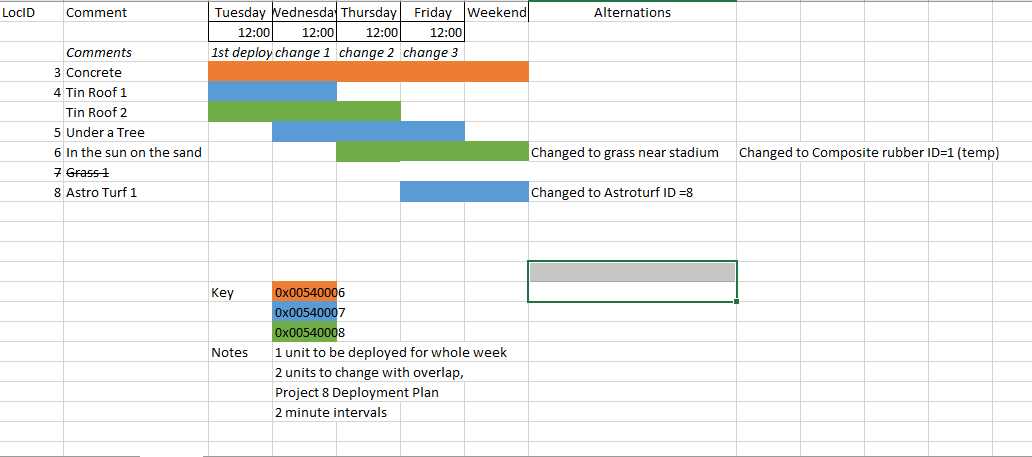 LocID Comment Tuesday Wednesday Thursday Friday Weekend Alternations
12:00 12:00 12:00 12:00
Comments 1st deploy change 1 change 2 change 3
3 Concrete
4 Tin Roof 1
Tin Roof 2
5 Under a Tree
6 In the sun on the sand Changed to grass near stadium Changed to Composite rubber ID=1 (temp)
7 Grass 1
8 Astro Turf 1 Changed to Astroturf ID =8
Key 0x00540006
0x00540007
0x00540008
Notes 1 unit to be deployed for whole week
2 units to change with overlap,
Project 8 Deployment Plan
2 minute intervals